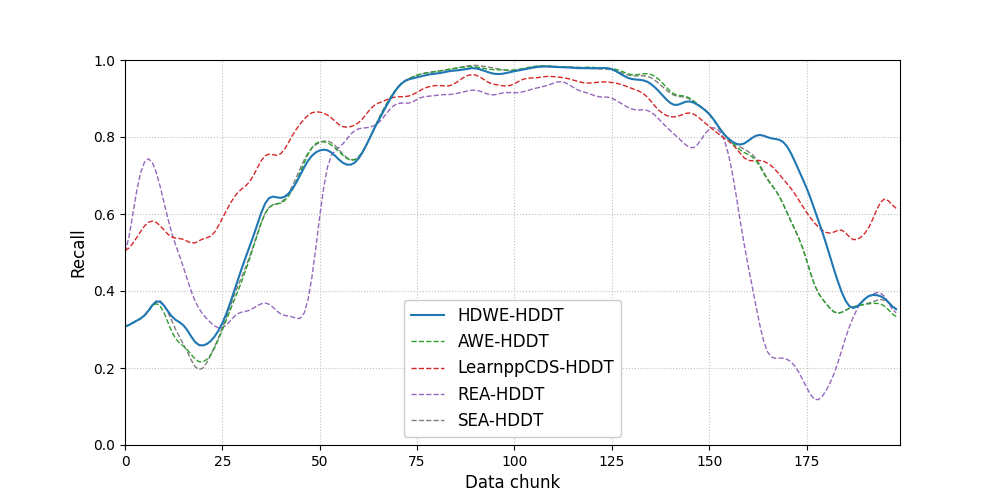 1.0
0.8
0.6
0.4
0.2
0.0
Recall
HDWE-HDDT
AWE-HDDT
LearnppCDS-HDDT
REA-HDDT
SEA-HDDT
0 25 50 75 100 125 150 175
Data chunk